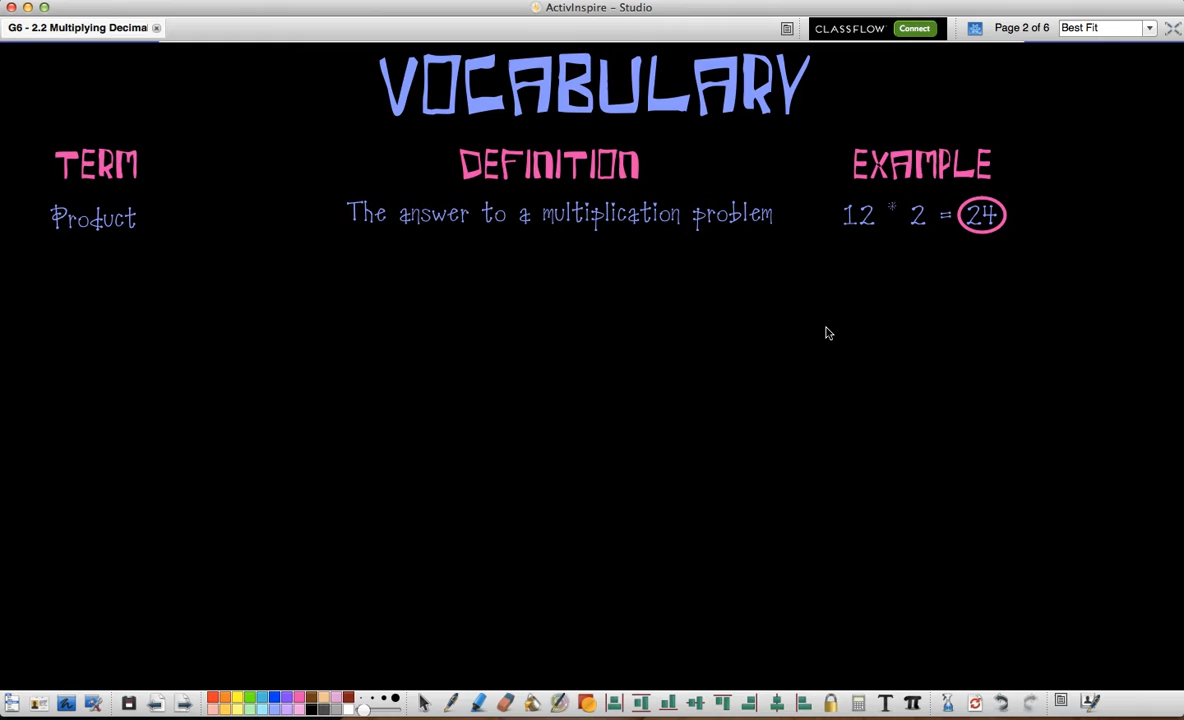 ActivInspire – Studio
G6 - 2.2 Multiplying Decimal
CLASSFLOW Connect
Page 2 of 6
Best Fit
VOCABULARY
TERM DEFINITION EXAMPLE
Product The answer to a multiplication problem 12 * 2 = 24